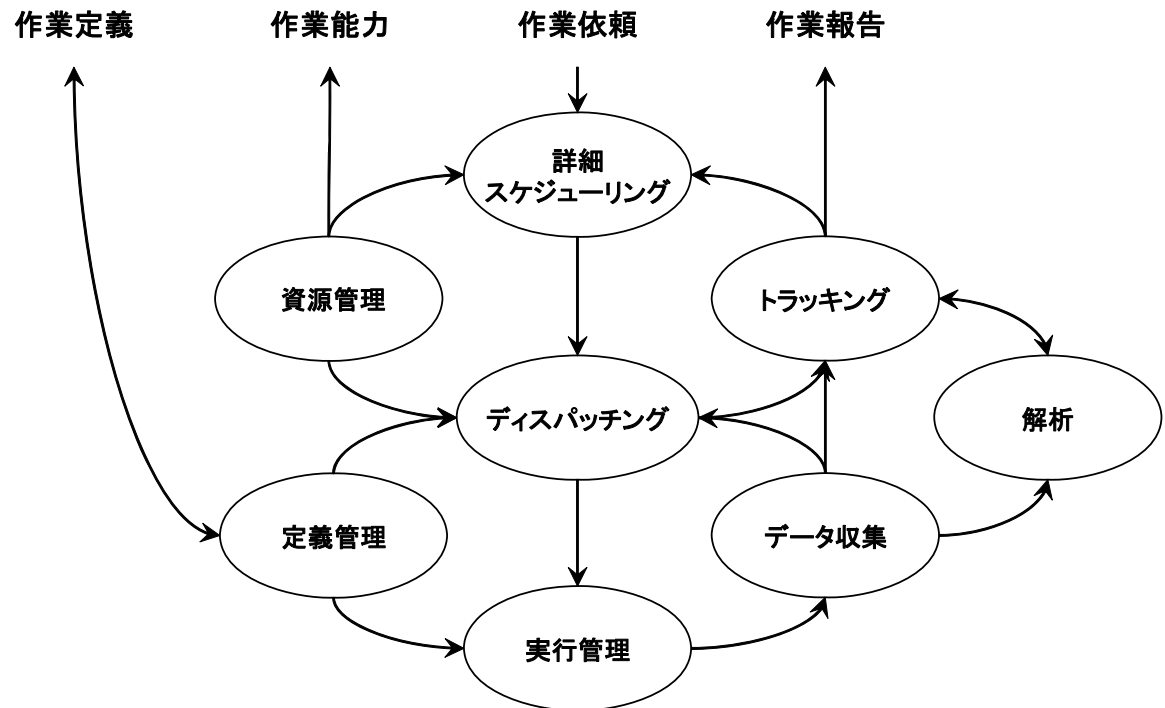 作業定義
作業能力
作業依頼
作業報告
詳細
スケジューリング
資源管理
トラッキング
ディスパッチング
解析
定義管理
データ収集
実行管理